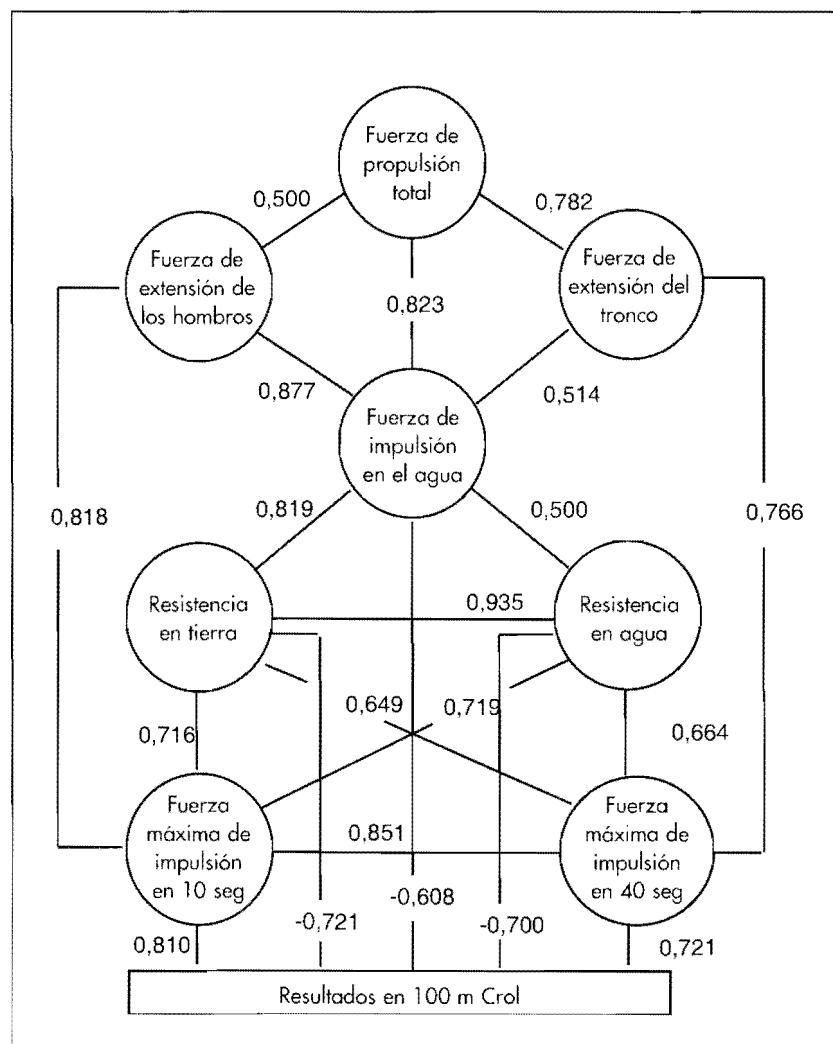 Fuerza de
propulsión
total
0,500
0,782
Fuerza de
extensión de
los hombros
Fuerza de
extensión del
tronco
0,823
0,877
0,514
Fuerza de
impulsión
en el agua
0,818
0,819
0,500
0,766
Resistencia
en tierra
0,935
Resistencia
en agua
0,649
0,719
0,716
0,664
Fuerza
máxima de
impulsión
en 10 seg
0,851
Fuerza
máxima de
impulsión
en 40 seg
0,810
-0,721
-0,608
-0,700
0,721
Resultados en 100 m Crol